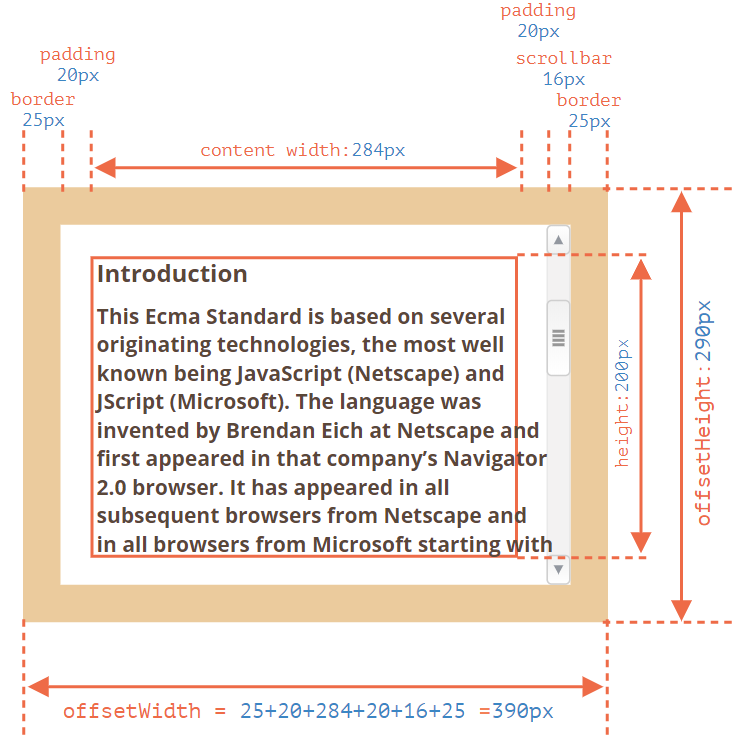 padding
20px
scrollbar
16px
border
25px
padding
20px
border
25px
content width:284px
Introduction
This Ecma Standard is based on several
originating technologies, the most well
known being JavaScript (Netscape) and
JScript (Microsoft). The language was
invented by Brendan Eich at Netscape and
first appeared in that company’s Navigator
2.0 browser. It has appeared in all
subsequent browsers from Netscape and
in all browsers from Microsoft starting with
height:200px
offsetHeight:290px
offsetWidth = 25+20+284+20+16+25 =390px